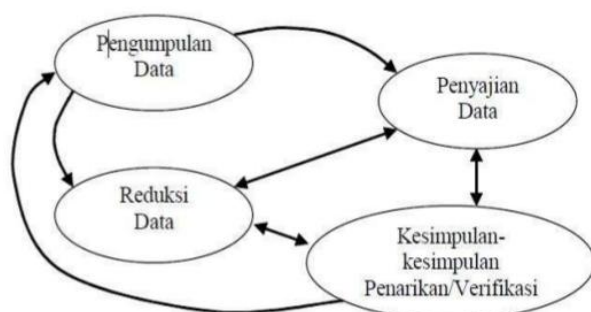 Pengumpulan
Data
Penyajian
Data
Reduksi
Data
Kesimpulan-
kesimpulan
Penarikan/Verifikasi